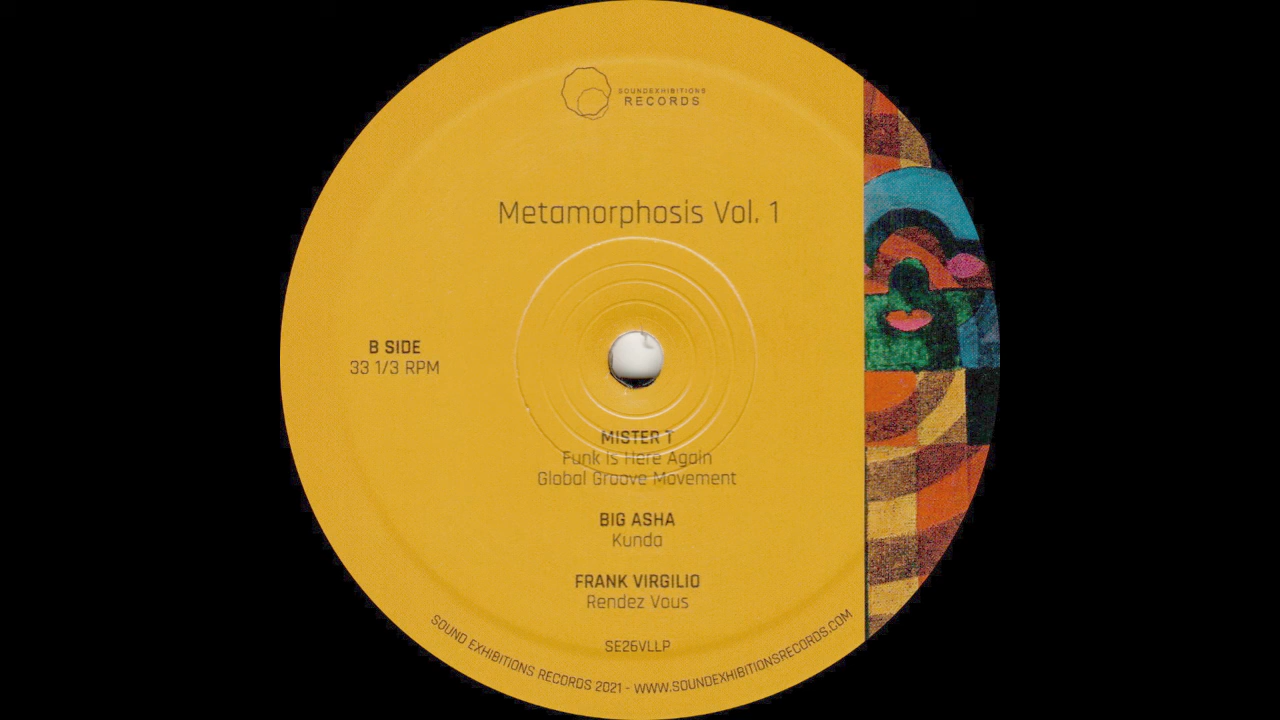 SOUNDEXHIBITIONS
RECORDS
Metamorphosis Vol. 1
B SIDE
33 1/3 RPM
MISTER T
Funk Is Here Again
Global Groove Movement
BIG ASHA
Kunda
FRANK VIRGILIO
Rendez Vous
SE26VLLP
SOUND EXHIBITIONS RECORDS 2021 - WWW.SOUNDEXHIBITIONSRECORDS.COM